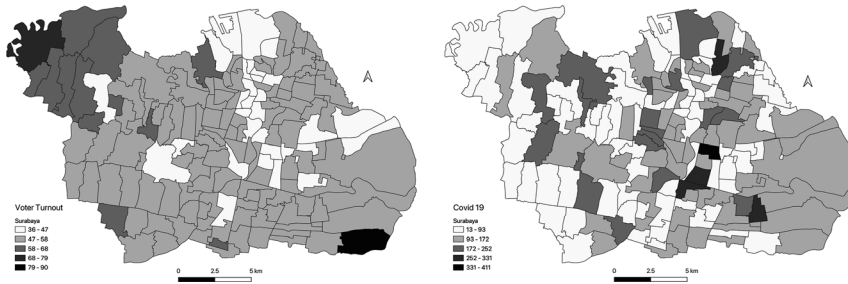 Voter Turnout
Surabaya
36 - 47
47 - 58
58 - 68
68 - 79
79 - 90
0 2.5 5 km
Covid 19
Surabaya
13 - 93
93 - 172
172 - 252
252 - 331
331 - 411
0 2.5 5 km